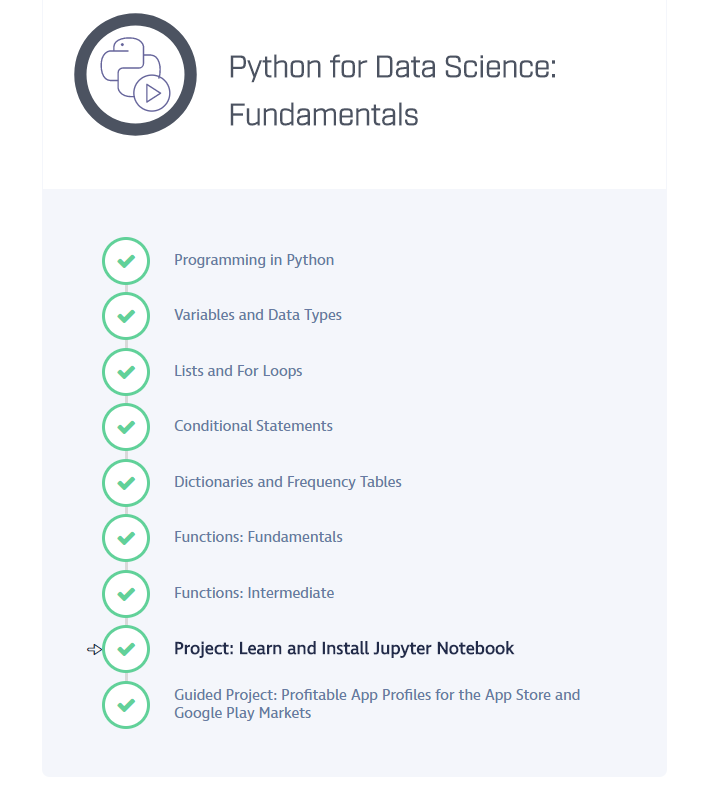 Python for Data Science:
Fundamentals
Programming in Python
Variables and Data Types
Lists and For Loops
Conditional Statements
Dictionaries and Frequency Tables
Functions: Fundamentals
Functions: Intermediate
Project: Learn and Install Jupyter Notebook
Guided Project: Profitable App Profiles for the App Store and
Google Play Markets